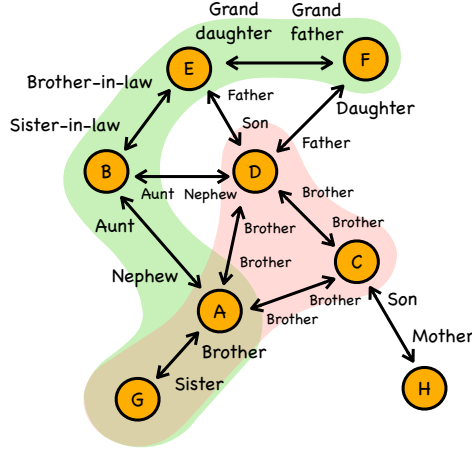 Grand daughter
Grand father
E
F
Brother-in-law
Father
Daughter
Sister-in-law
Son
Father
B
D
Aunt
Nephew
Brother
Aunt
Brother
Brother
C
Nephew
Brother
Brother
Son
A
Brother
Brother
Mother
Sister
H
G